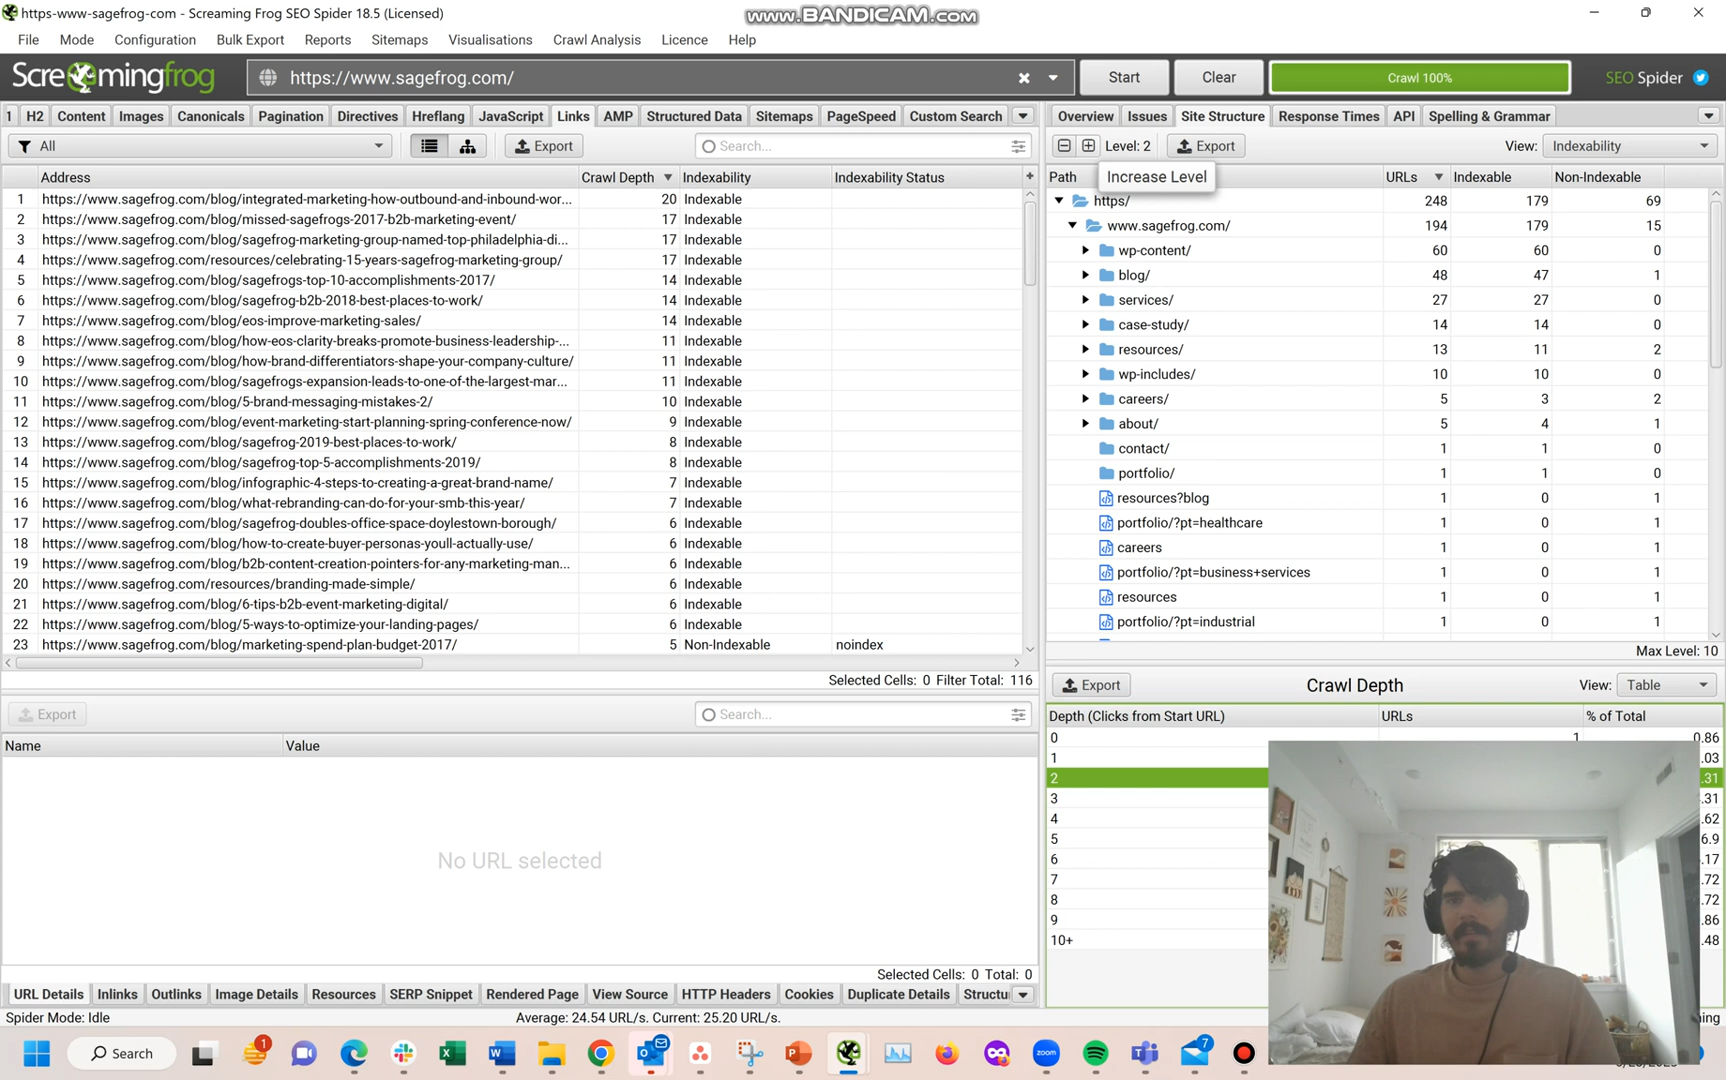 https-www-sagefrog-com - Screaming Frog SEO Spider 18.5 (Licensed)
www.BANDICAM.com
File Mode Configuration Bulk Export Reports Sitemaps Visualisations Crawl Analysis Licence Help
Screamingfrog
https://www.sagefrog.com/
Start
Clear
Crawl 100%
SEO Spider
1 H2 Content Images Canonicals Pagination Directives Hreflang JavaScript Links AMP Structured Data Sitemaps PageSpeed Custom Search
All
Export
Search...
Address Crawl Depth Indexability Indexability Status
1 https://www.sagefrog.com/blog/integrated-marketing-how-outbound-and-inbound-wor... 20 Indexable
2 https://www.sagefrog.com/blog/missed-sagefrogs-2017-b2b-marketing-event/ 17 Indexable
3 https://www.sagefrog.com/blog/sagefrog-marketing-group-named-top-philadelphia-di... 17 Indexable
4 https://www.sagefrog.com/resources/celebrating-15-years-sagefrog-marketing-group/ 17 Indexable
5 https://www.sagefrog.com/blog/sagefrogs-top-10-accomplishments-2017/ 14 Indexable
6 https://www.sagefrog.com/blog/sagefrog-b2b-2018-best-places-to-work/ 14 Indexable
7 https://www.sagefrog.com/blog/eos-improve-marketing-sales/ 14 Indexable
8 https://www.sagefrog.com/blog/how-eos-clarity-breaks-promote-business-leadership-... 11 Indexable
9 https://www.sagefrog.com/blog/how-brand-differentiators-shape-your-company-culture/ 11 Indexable
10 https://www.sagefrog.com/blog/sagefrogs-expansion-leads-to-one-of-the-largest-mar... 11 Indexable
11 https://www.sagefrog.com/blog/5-brand-messaging-mistakes-2/ 10 Indexable
12 https://www.sagefrog.com/blog/event-marketing-start-planning-spring-conference-now/ 9 Indexable
13 https://www.sagefrog.com/blog/sagefrog-2019-best-places-to-work/ 8 Indexable
14 https://www.sagefrog.com/blog/sagefrog-top-5-accomplishments-2019/ 8 Indexable
15 https://www.sagefrog.com/blog/infographic-4-steps-to-creating-a-great-brand-name/ 7 Indexable
16 https://www.sagefrog.com/blog/what-rebranding-can-do-for-your-smb-this-year/ 7 Indexable
17 https://www.sagefrog.com/blog/sagefrog-doubles-office-space-doylestown-borough/ 6 Indexable
18 https://www.sagefrog.com/blog/how-to-create-buyer-personas-youll-actually-use/ 6 Indexable
19 https://www.sagefrog.com/blog/b2b-content-creation-pointers-for-any-marketing-man... 6 Indexable
20 https://www.sagefrog.com/resources/branding-made-simple/ 6 Indexable
21 https://www.sagefrog.com/blog/6-tips-b2b-event-marketing-digital/ 6 Indexable
22 https://www.sagefrog.com/blog/5-ways-to-optimize-your-landing-pages/ 6 Indexable
23 https://www.sagefrog.com/blog/marketing-spend-plan-budget-2017/ 5 Non-Indexable noindex
Selected Cells: 0 Filter Total: 116
Export
Search...
Name Value
No URL selected
Selected Cells: 0 Total: 0
URL Details Inlinks Outlinks Image Details Resources SERP Snippet Rendered Page View Source HTTP Headers Cookies Duplicate Details Structu
Overview Issues Site Structure Response Times API Spelling & Grammar
Level: 2
Export
View: Indexability
Path URLs Indexable Non-Indexable
Increase Level
https:/ 248 179 69
www.sagefrog.com/ 194 179 15
wp-content/ 60 60 0
blog/ 48 47 1
services/ 27 27 0
case-study/ 14 14 0
resources/ 13 11 2
wp-includes/ 10 10 0
careers/ 5 3 2
about/ 5 4 1
contact/ 1 1 0
portfolio/ 1 1 0
resources?blog 1 0 1
portfolio/?pt=healthcare 1 0 1
careers 1 0 1
portfolio/?pt=business+services 1 0 1
resources 1 0 1
portfolio/?pt=industrial 1 0 1
Max Level: 10
Export
Crawl Depth
View: Table
Depth (Clicks from Start URL) URLs % of Total
0 1 0.86
1 .03
2 .31
3 .31
4 .62
5 6.9
6 .17
7 .72
8 .72
9 .86
10+ .48
Spider Mode: Idle
Average: 24.54 URL/s. Current: 25.20 URL/s.
Search
1
zoom
7